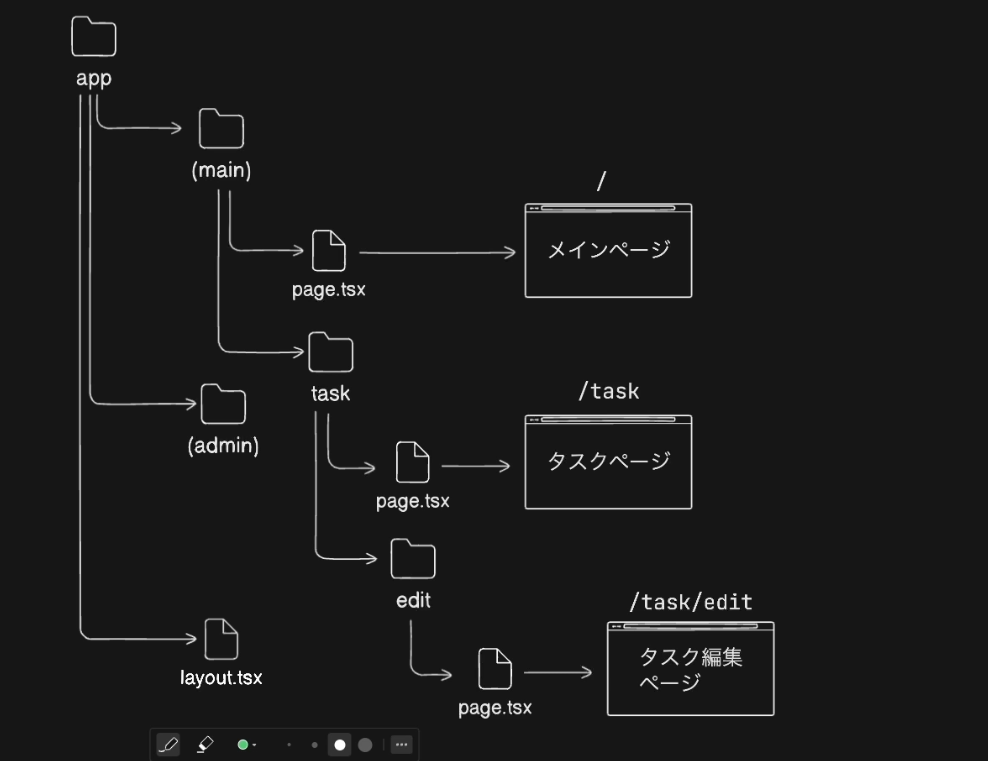 app
(main)
/
メインページ
page.tsx
task
/task
(admin)
タスクページ
page.tsx
edit
/task/edit
タスク編集
ページ
layout.tsx
page.tsx